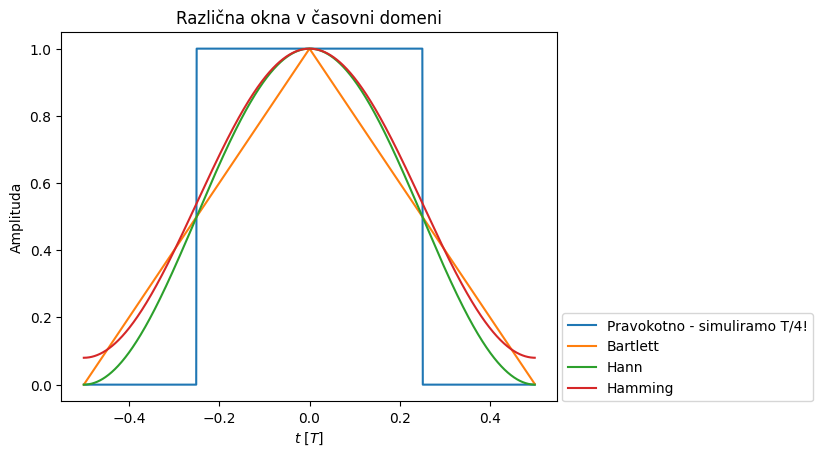 Različna okna v časovni domeni
Amplituda
1.0
0.8
0.6
0.4
0.2
0.0
−0.4
−0.2
0.0
0.2
0.4
t [T]
Pravokotno - simuliramo T/4!
Bartlett
Hann
Hamming